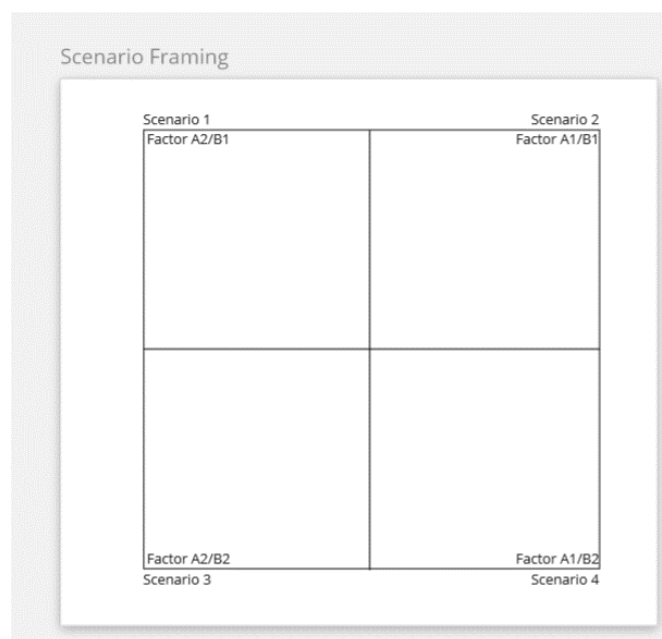 Scenario Framing
Scenario 1
Scenario 2
Factor A2/B1
Factor A1/B1
Factor A2/B2
Factor A1/B2
Scenario 3
Scenario 4